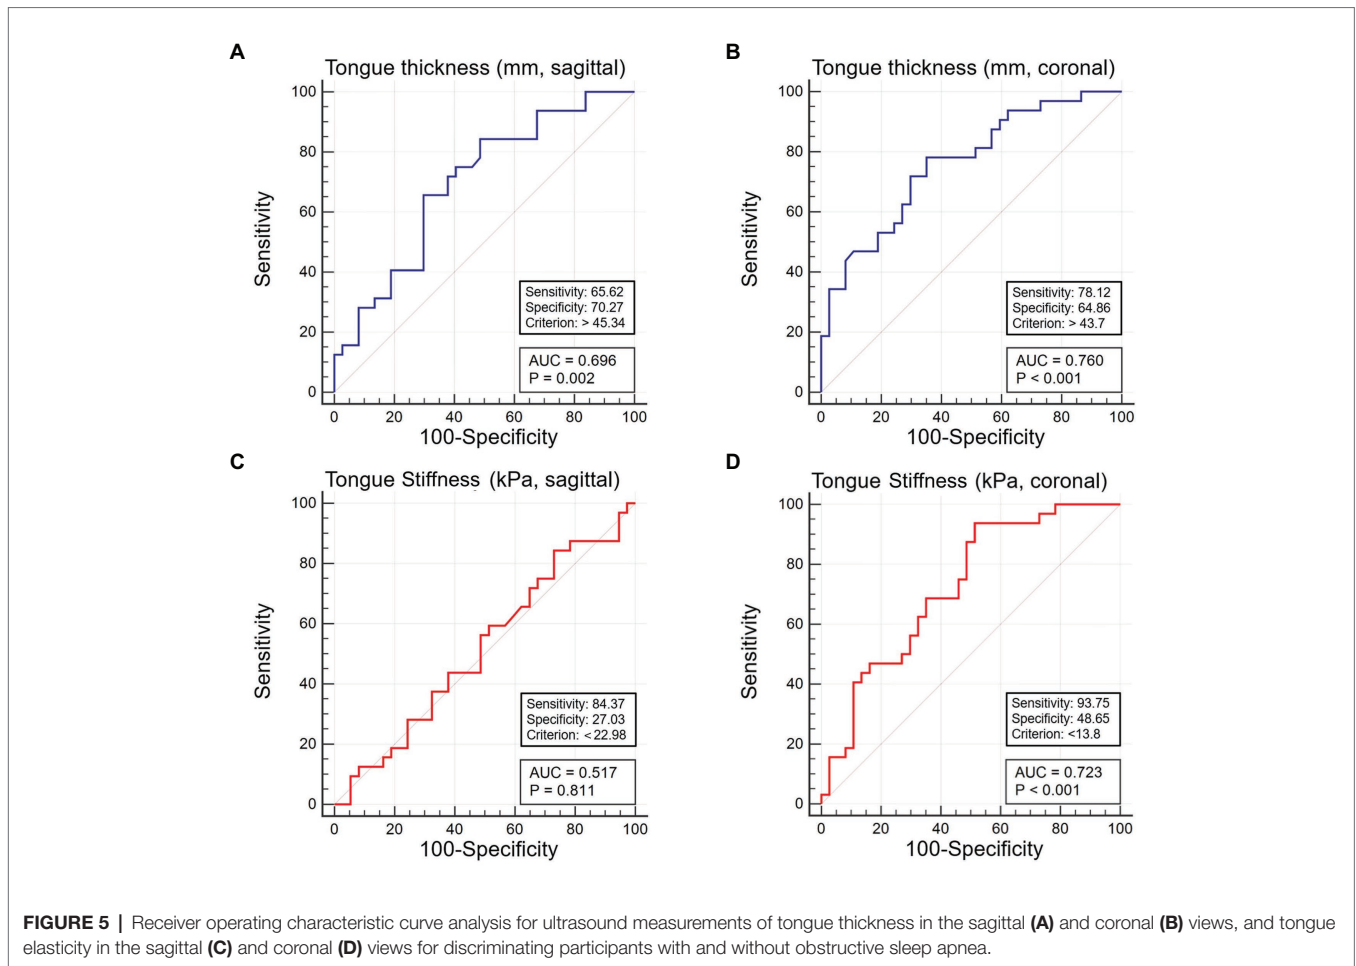 A
Tongue thickness (mm, sagittal)
100
80
60
40
20
0
Sensitivity
Sensitivity: 65.62
Specificity: 70.27
Criterion: > 45.34
AUC = 0.696
P = 0.002
0 20 40 60 80 100
100-Specificity
B
Tongue thickness (mm, coronal)
100
80
60
40
20
0
Sensitivity
Sensitivity: 78.12
Specificity: 64.86
Criterion: > 43.7
AUC = 0.760
P < 0.001
0 20 40 60 80 100
100-Specificity
C
Tongue Stiffness (kPa, sagittal)
100
80
60
40
20
0
Sensitivity
Sensitivity: 84.37
Specificity: 27.03
Criterion: <22.98
AUC = 0.517
P = 0.811
0 20 40 60 80 100
100-Specificity
D
Tongue Stiffness (kPa, coronal)
100
80
60
40
20
0
Sensitivity
Sensitivity: 93.75
Specificity: 48.65
Criterion: <13.8
AUC = 0.723
P < 0.001
0 20 40 60 80 100
100-Specificity
FIGURE 5 | Receiver operating characteristic curve analysis for ultrasound measurements of tongue thickness in the sagittal (A) and coronal (B) views, and tongue
elasticity in the sagittal (C) and coronal (D) views for discriminating participants with and without obstructive sleep apnea.